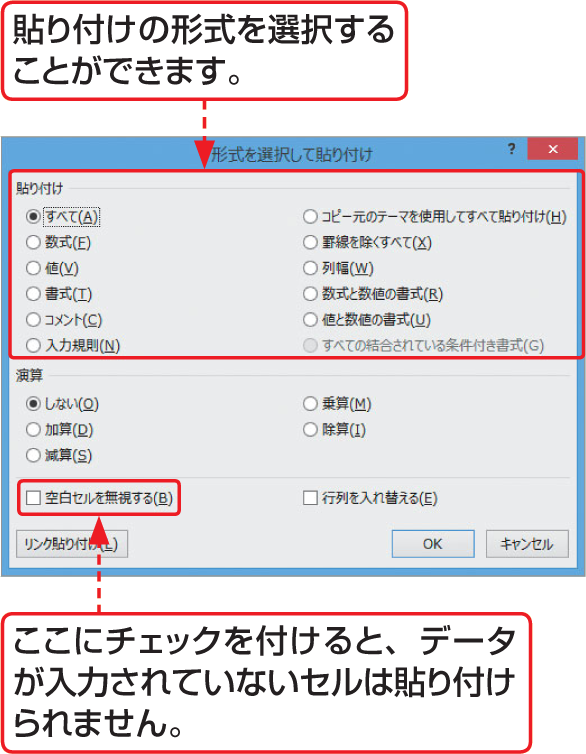 貼り付けの形式を選択する
ことができます。
形式を選択して貼り付け
?
×
貼り付け
すべて(A)
コピー元のテーマを使用してすべて貼り付け(H)
数式(F)
罫線を除くすべて(X)
値(V)
列幅(W)
書式(T)
数式と数値の書式(R)
コメント(C)
値と数値の書式(U)
入力規則(N)
すべての結合されている条件付き書式(G)
演算
しない(O)
乗算(M)
加算(D)
除算(I)
減算(S)
空白セルを無視する(B)
行列を入れ替える(E)
リンク貼り付け(L)
OK
キャンセル
ここにチェックを付けると、データ
が入力されていないセルは貼り付け
られません。